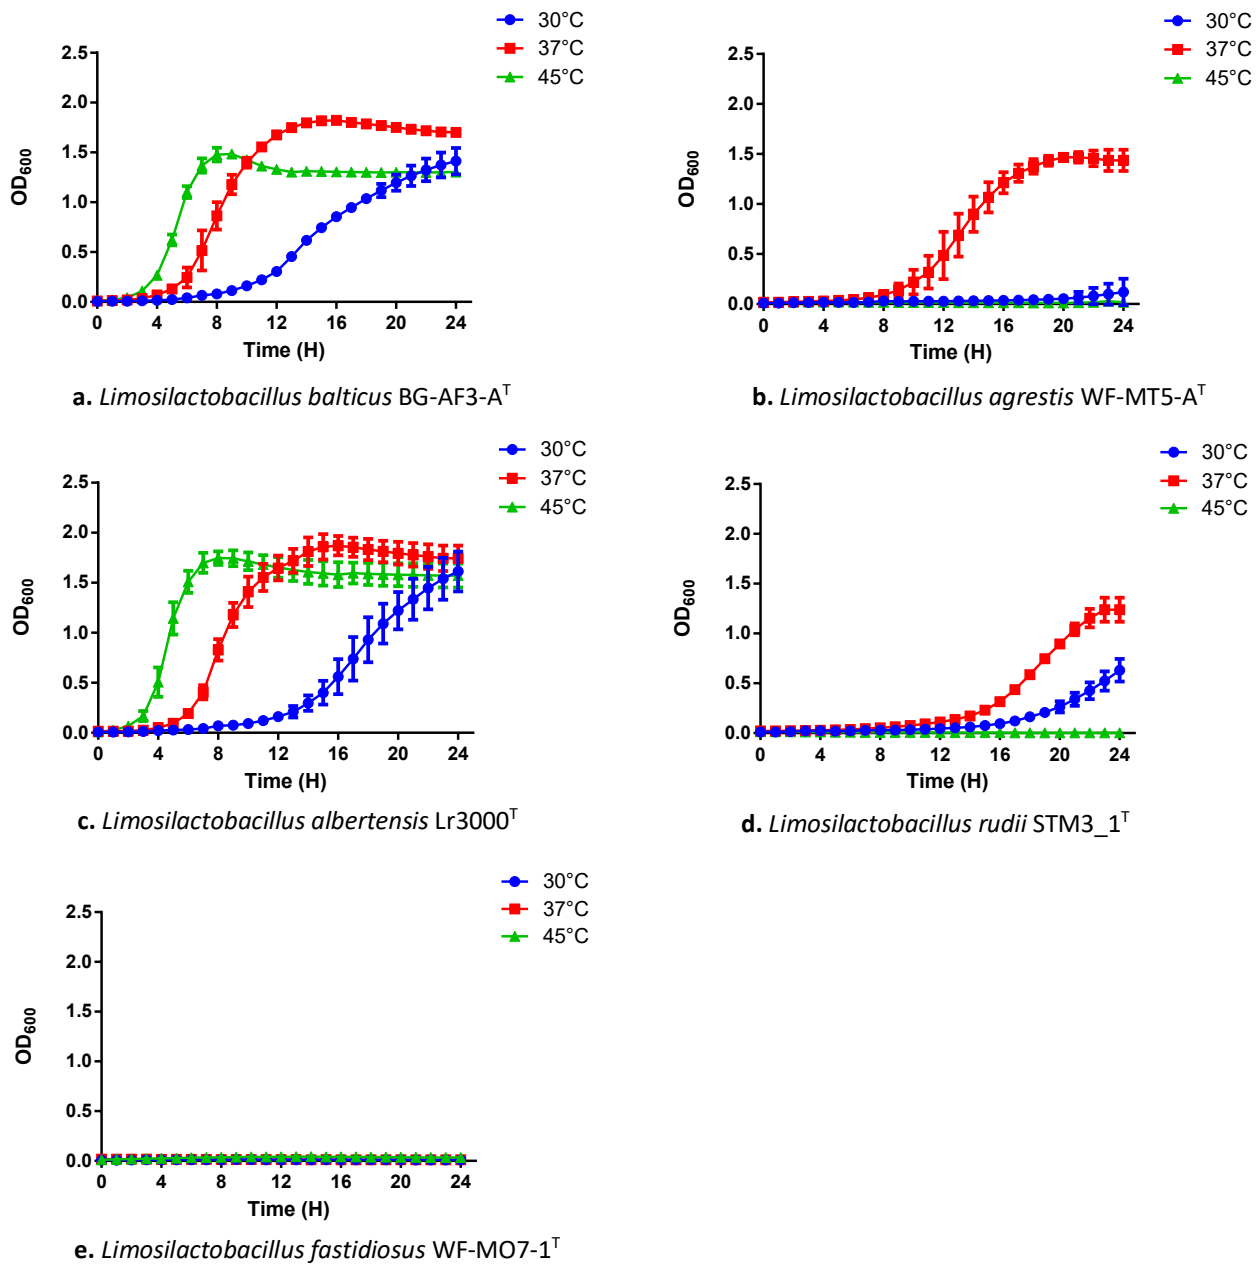 30°C
37°C
45°C
2.5
2.0
1.5
1.0
0.5
0.0
OD600
0 4 8 12 16 20 24
Time (H)
a. Limosilactobacillus balticus BG-AF3-A^T
30°C
37°C
45°C
2.5
2.0
1.5
1.0
0.5
0.0
OD600
0 4 8 12 16 20 24
Time (H)
b. Limosilactobacillus agrestis WF-MT5-A^T
30°C
37°C
45°C
2.5
2.0
1.5
1.0
0.5
0.0
OD600
0 4 8 12 16 20 24
Time (H)
c. Limosilactobacillus albertensis Lr3000^T
30°C
37°C
45°C
2.5
2.0
1.5
1.0
0.5
0.0
OD600
0 4 8 12 16 20 24
Time (H)
d. Limosilactobacillus rudii STM3_1^T
30°C
37°C
45°C
2.5
2.0
1.5
1.0
0.5
0.0
OD600
0 4 8 12 16 20 24
Time (H)
e. Limosilactobacillus fastidiosus WF-MO7-1^T